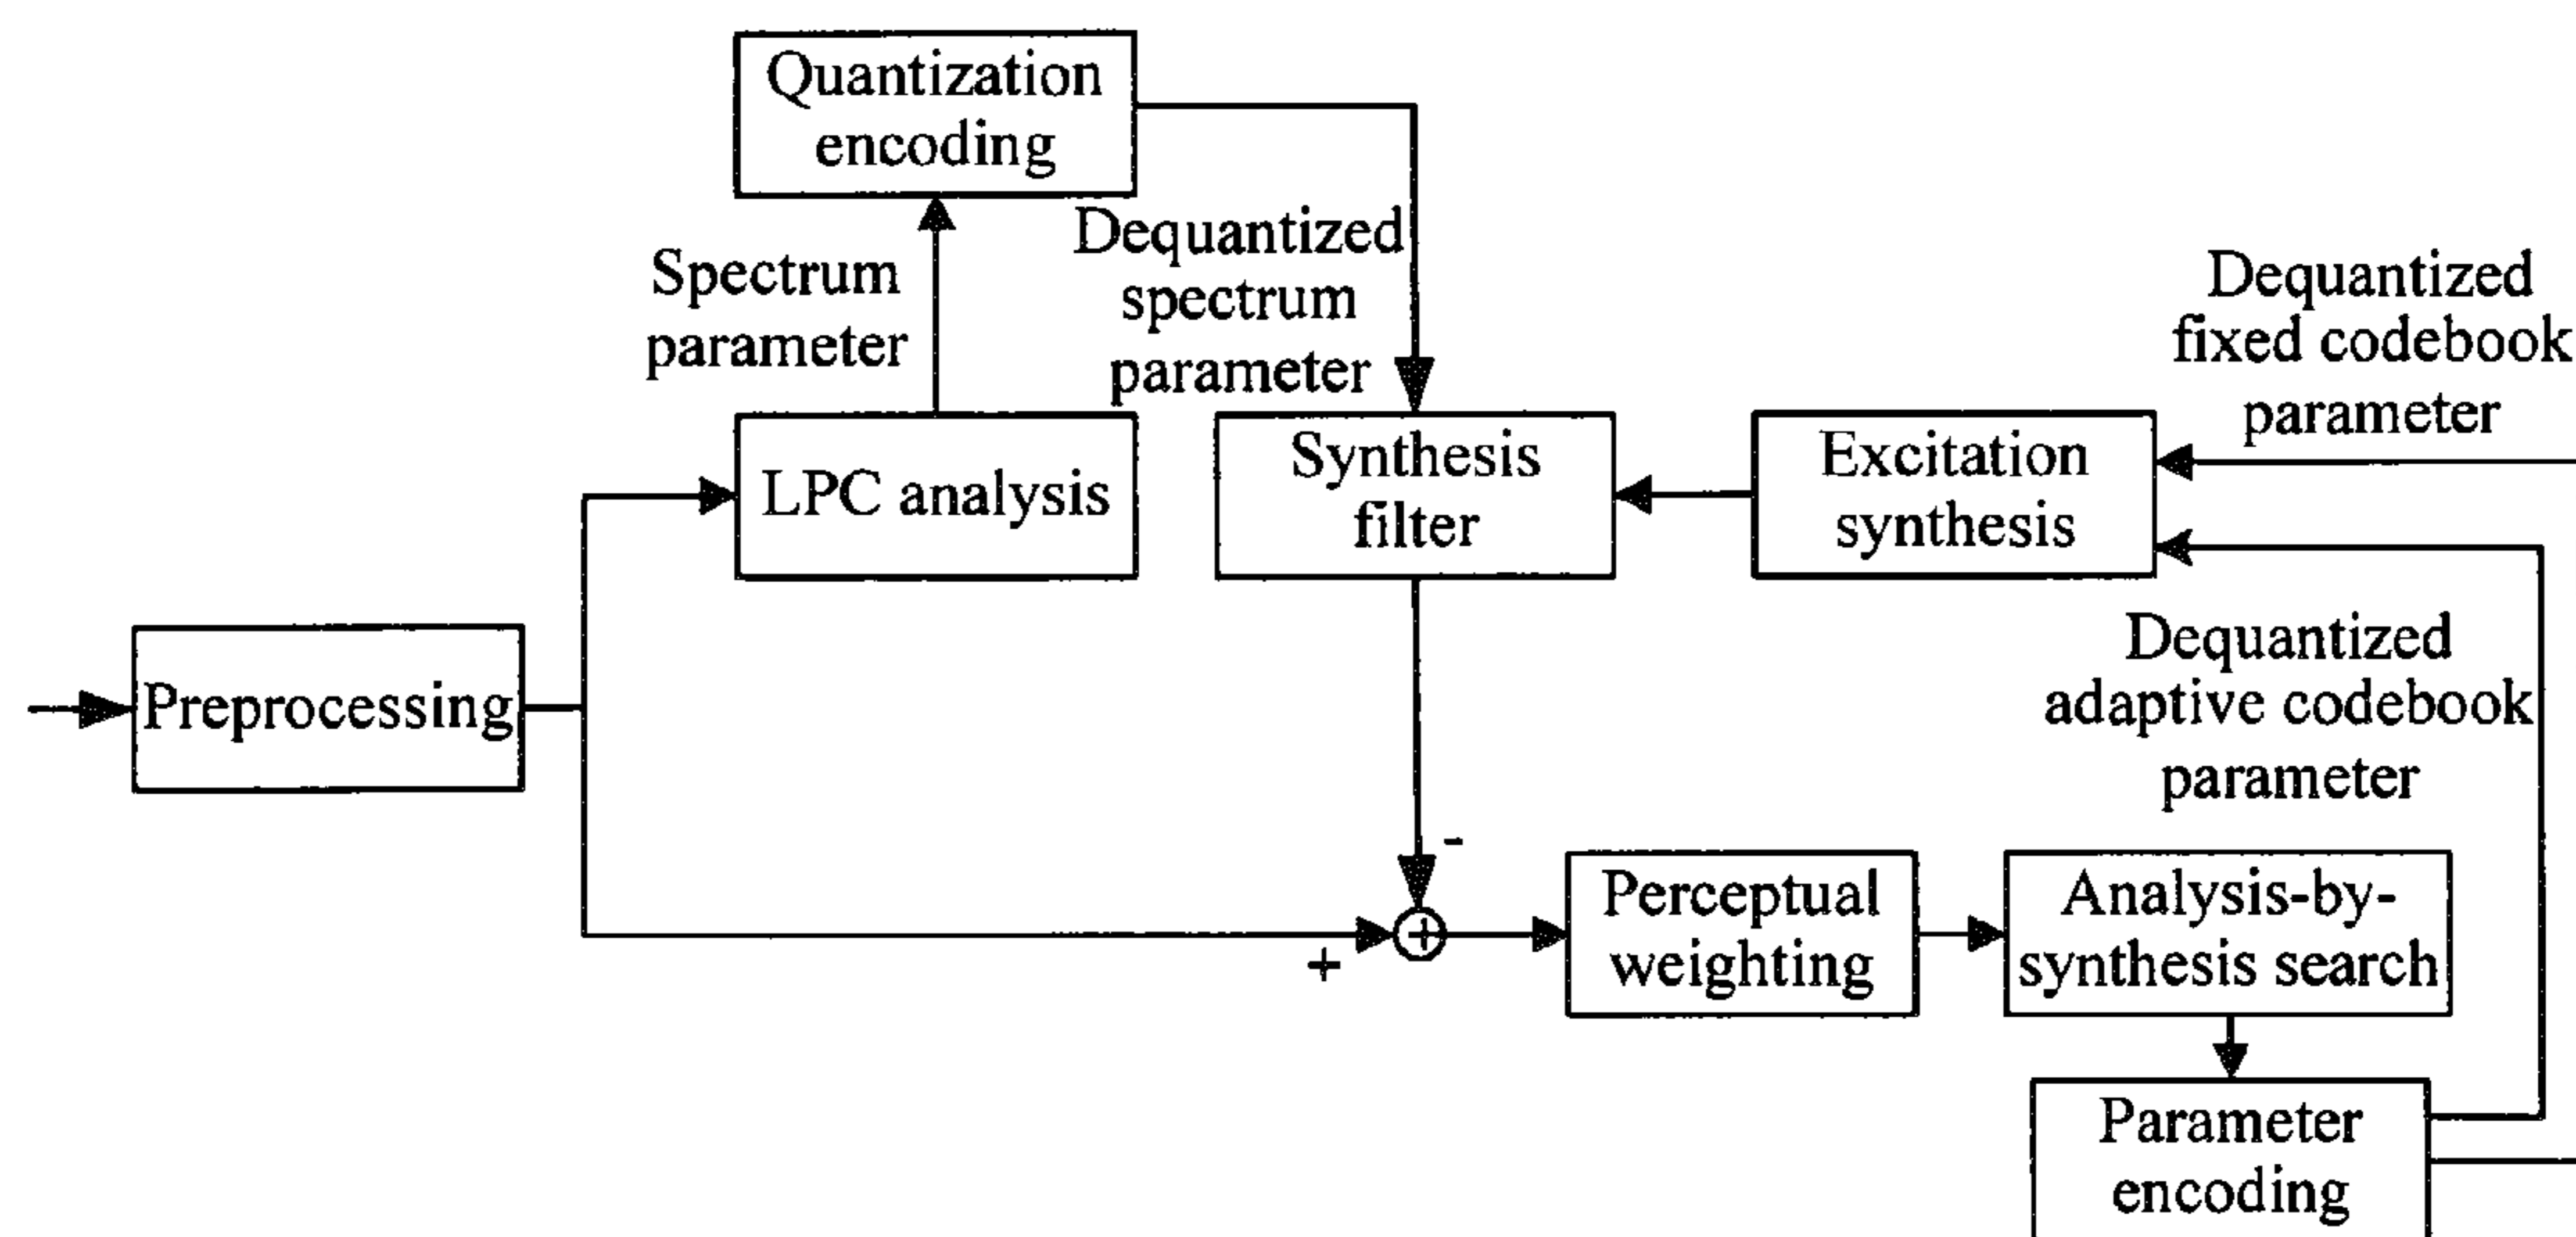 Quantization
encoding
Spectrum
parameter
Dequantized
spectrum
parameter
Dequantized
fixed codebook
parameter
LPC analysis
Synthesis
filter
Excitation
synthesis
Preprocessing
Dequantized
adaptive codebook
parameter
-
+
+
Perceptual
weighting
Analysis-by-
synthesis search
Parameter
encoding